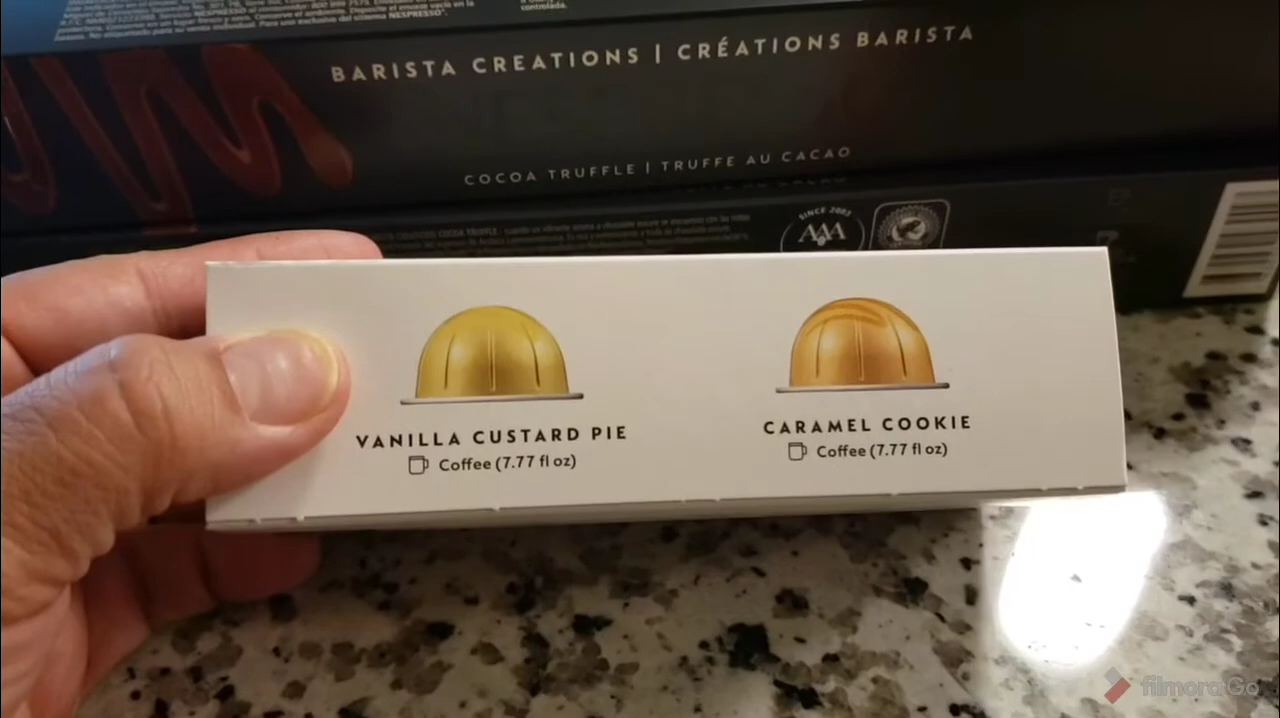 BARISTA CREATIONS | CRÉATIONS BARISTA
COCOA TRUFFLE | TRUFFE AU CACAO
SINCE 2003
AAA
VANILLA CUSTARD PIE
Coffee (7.77 fl oz)
CARAMEL COOKIE
Coffee (7.77 fl oz)
filmoraGo